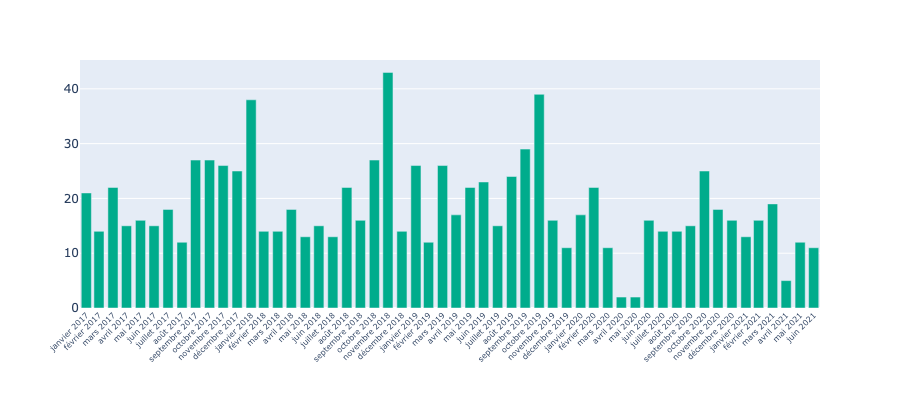 40
30
20
10
0
janvier 2017
février 2017
mars 2017
avril 2017
mai 2017
juin 2017
juillet 2017
août 2017
septembre 2017
octobre 2017
novembre 2017
décembre 2017
janvier 2018
février 2018
mars 2018
avril 2018
mai 2018
juin 2018
juillet 2018
août 2018
septembre 2018
octobre 2018
novembre 2018
décembre 2018
janvier 2019
février 2019
mars 2019
avril 2019
mai 2019
juin 2019
juillet 2019
août 2019
septembre 2019
octobre 2019
novembre 2019
décembre 2019
janvier 2020
février 2020
mars 2020
avril 2020
mai 2020
juin 2020
juillet 2020
août 2020
septembre 2020
octobre 2020
novembre 2020
décembre 2020
janvier 2021
février 2021
mars 2021
avril 2021
mai 2021
juin 2021